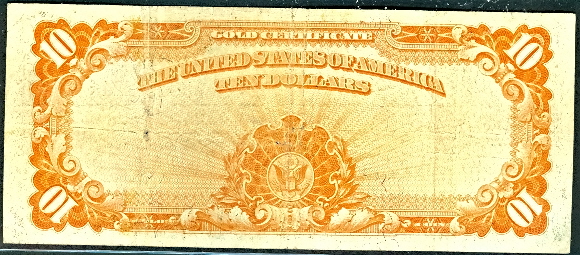 10 GOLD CERTIFICATE 10
THE UNITED STATES OF AMERICA
TEN DOLLARS
10 10